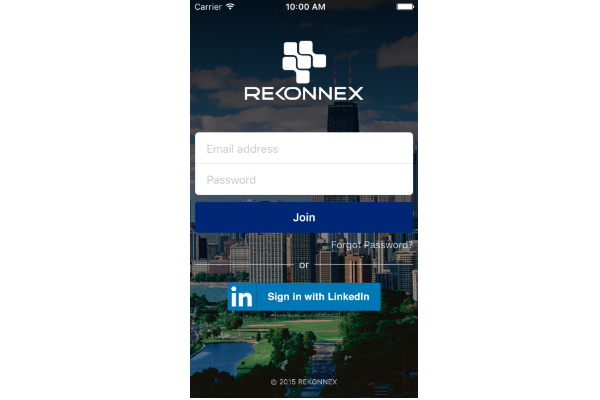 Carrier 10:00 AM
REKONNEX
Email address
Password
Join
Forgot Password?
or
in Sign in with LinkedIn
© 2015 REKONNEX